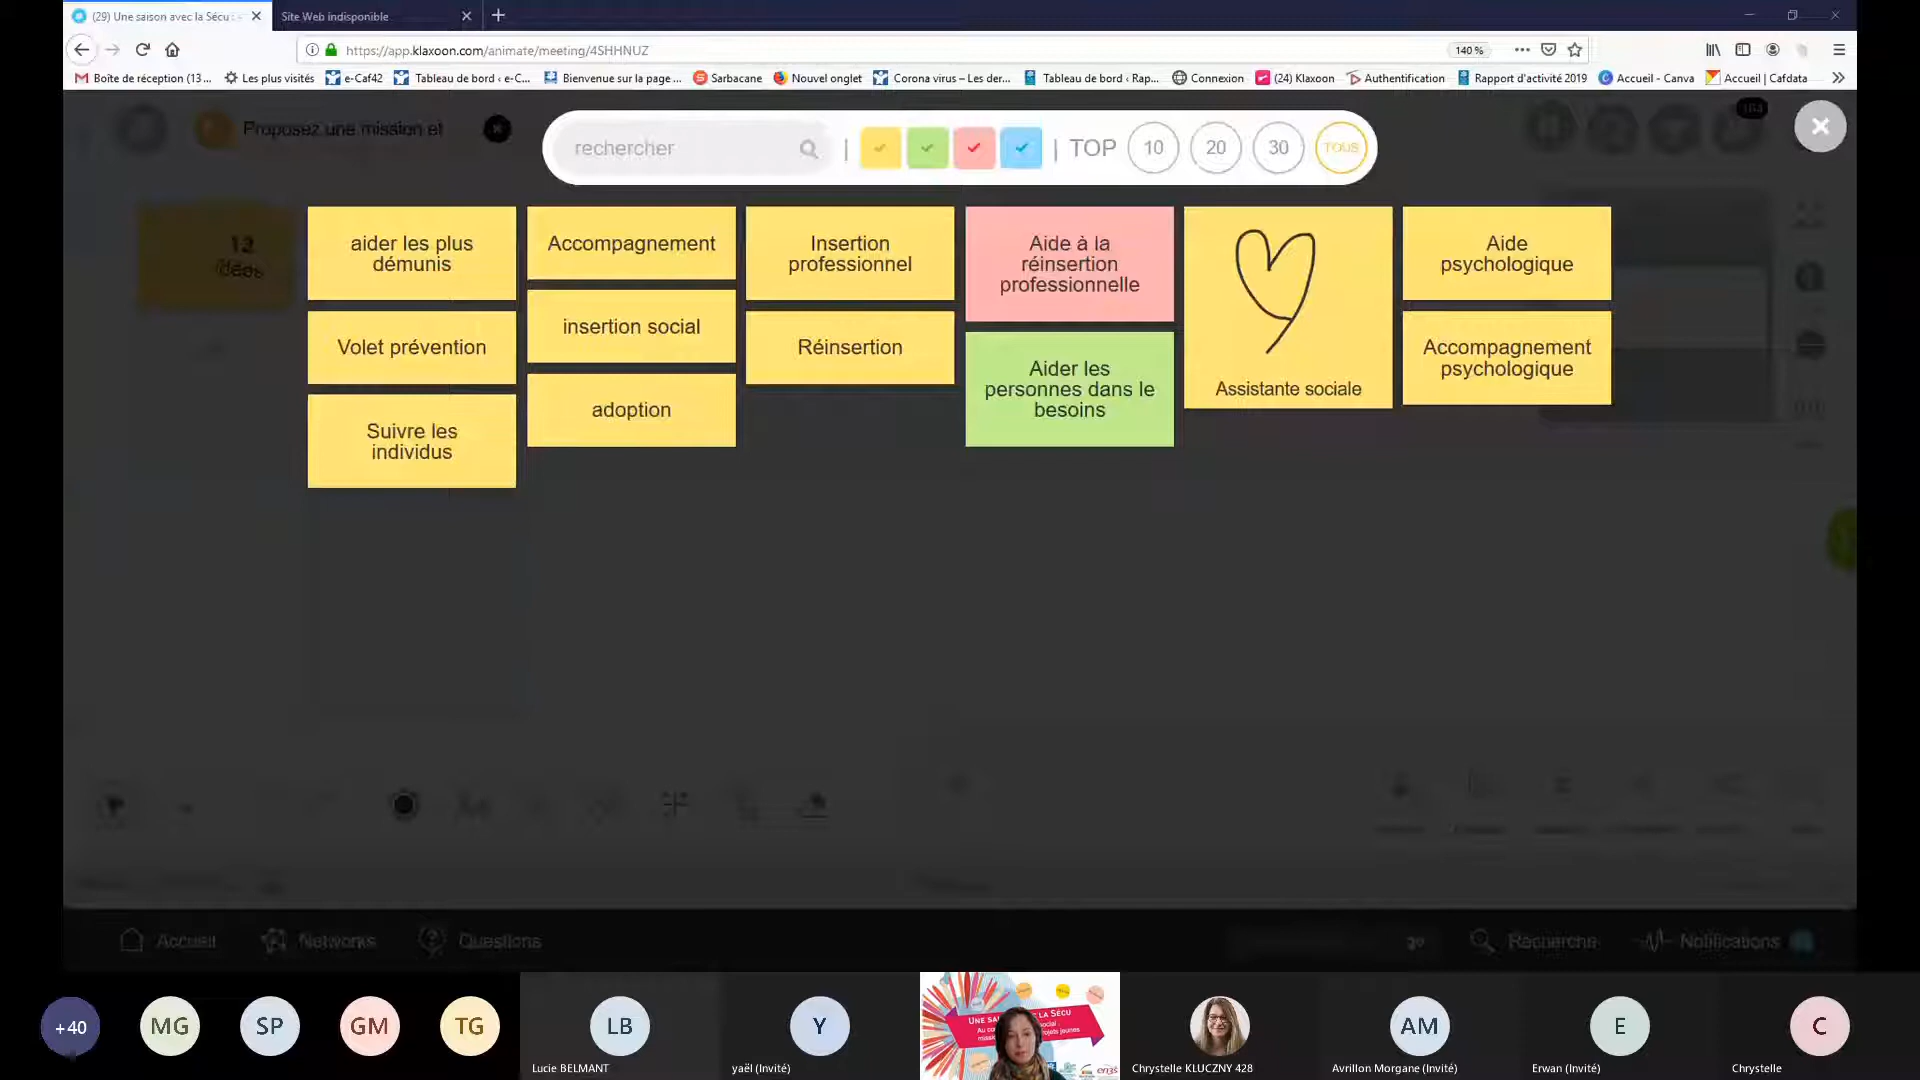 (29) Une saison avec la Sécu : -
Site Web indisponible
https://app.klaxoon.com/animate/meeting/4SHHNUZ
140 %
Boîte de réception (13 ...
Les plus visités
e-Caf42
Tableau de bord ‹ e-C...
Bienvenue sur la page ...
Sarbacane
Nouvel onglet
Corona virus – Les der...
Tableau de bord ‹ Rap...
Connexion
(24) Klaxoon
Authentification
Rapport d'activité 2019
Accueil - Canva
Accueil | Cafdata
Proposez une mission et
rechercher
TOP
10
20
30
TOUS
12
idées
aider les plus
démunis
Volet prévention
Suivre les
individus
Accompagnement
insertion social
adoption
Insertion
professionnel
Réinsertion
Aide à la
réinsertion
professionnelle
Aider les
personnes dans le
besoins
Assistante sociale
Aide
psychologique
Accompagnement
psychologique
Accueil
Networks
Questions
Recherche
Notifications
+40
MG
SP
GM
TG
LB
Lucie BELMANT
Y
yaël (Invité)
Chrystelle KLUCZNY 428
AM
Avrillon Morgane (Invité)
E
Erwan (Invité)
C
Chrystelle